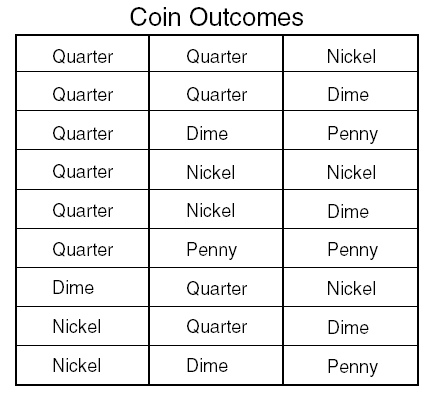 Coin Outcomes
Quarter Quarter Nickel
Quarter Quarter Dime
Quarter Dime Penny
Quarter Nickel Nickel
Quarter Nickel Dime
Quarter Penny Penny
Dime Quarter Nickel
Nickel Quarter Dime
Nickel Dime Penny